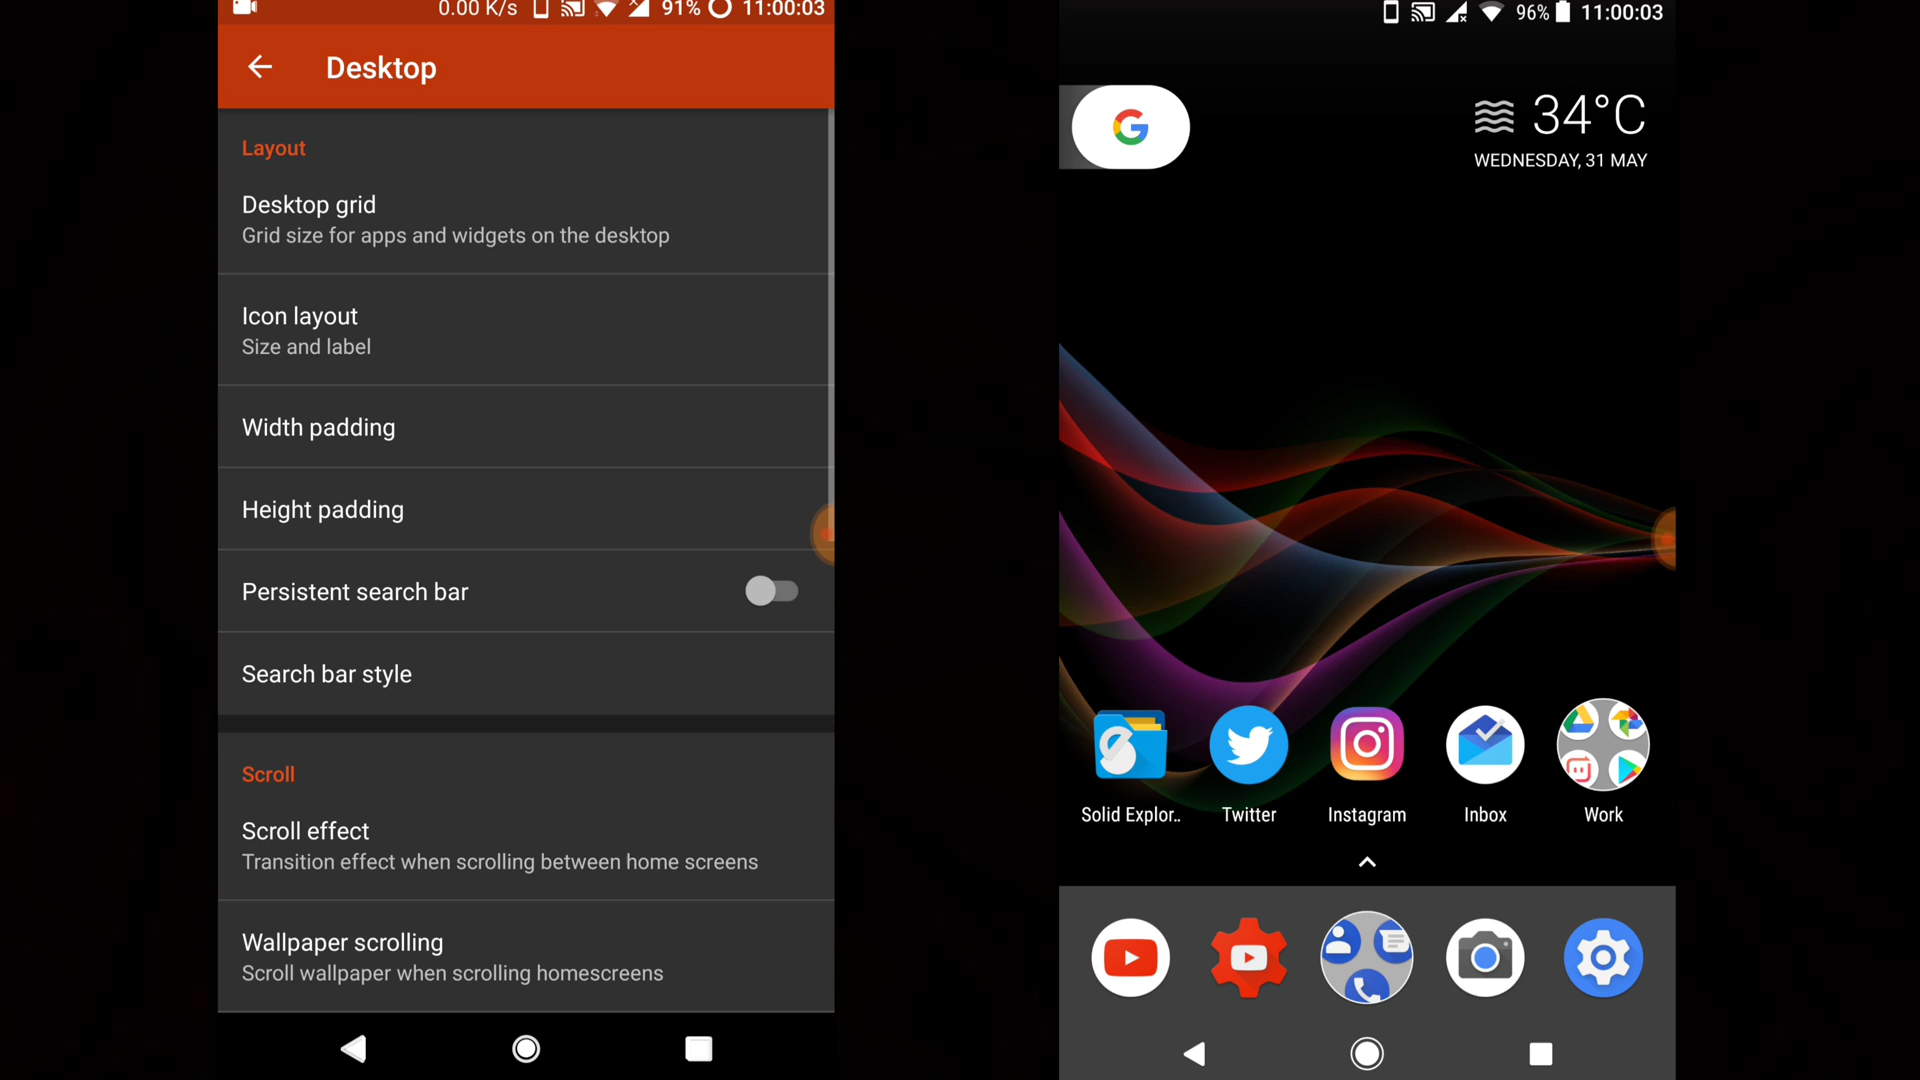 0.00 K/s 91% 11:00:03
Desktop
Layout
Desktop grid
Grid size for apps and widgets on the desktop
Icon layout
Size and label
Width padding
Height padding
Persistent search bar
Search bar style
Scroll
Scroll effect
Transition effect when scrolling between home screens
Wallpaper scrolling
Scroll wallpaper when scrolling homescreens
96% 11:00:03
G
34°C
WEDNESDAY, 31 MAY
Solid Explor..
Twitter
Instagram
Inbox
Work